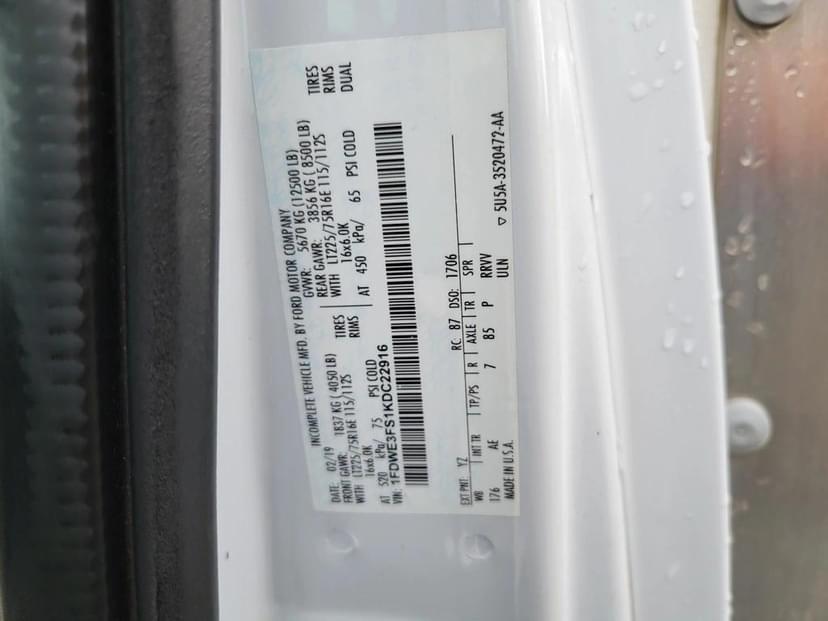 INCOMPLETE VEHICLE MFD. BY FORD MOTOR COMPANY
DATE: 02/19 GVWR: 5670 KG (12500 LB)
FRONT GAWR: 1837 KG ( 4050 LB) REAR GAWR: 3856 KG ( 8500 LB)
WITH LT225/75R16E 115/112S TIRES WITH LT225/75R16E 115/112S TIRES
16x6.0K RIMS 16x6.0K RIMS
AT 520 kPa/ 75 PSI COLD AT 450 kPa/ 65 PSI COLD DUAL
VIN: 1FDWE3FS1KDC22916
EXT PNT: YZ RC: 87 DSO: 1706
WB INT TR TP/PS R AXLE TR SPR
176 AE 7 85 P RRVV
MADE IN U.S.A. ULN ▽ 5U5A-3520472-AA